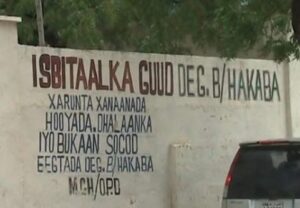 ISBITAALKA GUUD DEG. B/HAKABA
XARUNTA XANAANADA
HOOYADA, DHALAANKA
IYO BUKAAN SOCOD
EEGTADA DEG. B/HAKABA
MCH/OPD